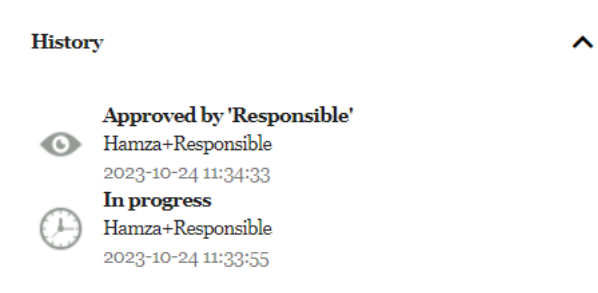 History
Approved by 'Responsible'
Hamza+Responsible
2023-10-24 11:34:33
In progress
Hamza+Responsible
2023-10-24 11:33:55